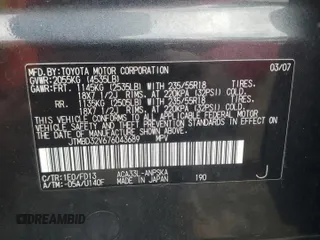 MFD.BY: TOYOTA MOTOR CORPORATION 03/07
GVWR: 2055KG (4535LB)
GAWR: FRT. 1145KG (2535LB) WITH 235/55R18 TIRES,
18X7 1/2J RIMS, AT 220KPA (32PSI) COLD
RR. 1135KG (2505LB) WITH 235/55R18 TIRES,
18X7 1/2J RIMS, AT 220KPA (32PSI) COLD
THIS VEHICLE CONFORMS TO ALL APPLICABLE FEDERAL MOTOR
VEHICLE SAFETY AND THEFT PREVENTION
STANDARDS IN EFFECT ON THE DATE OF
MANUFACTURE SHOWN ABOVE.
JTMBD32V676043689 MPV
C/TR:1E0/FD13 ACA33L-ANPSKA
A/TM:-05A/U140F MADE IN JAPAN 190 J